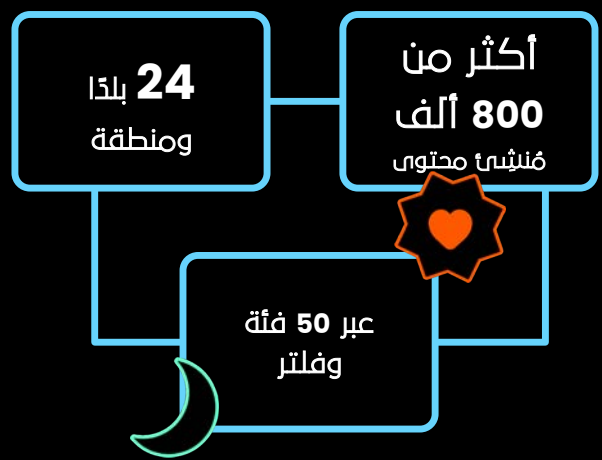 أكثر من
800 ألف
مُنشِئ محتوى
24 بلدًا
ومنطقة
عبر 50 فئة
وفلتر